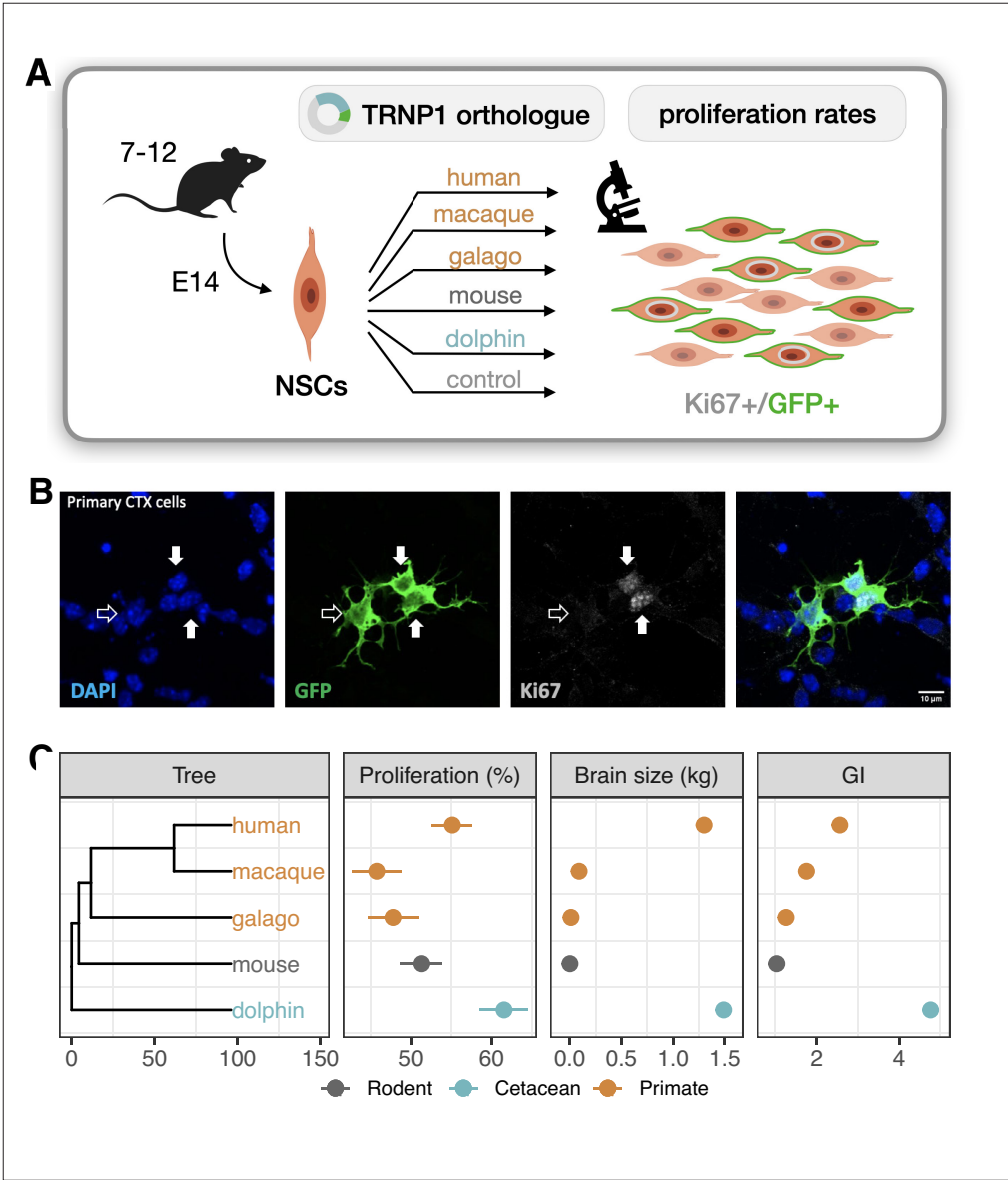 A
TRNP1 orthologue
proliferation rates
7-12
E14
NSCs
human
macaque
galago
mouse
dolphin
control
Ki67+/GFP+
B
Primary CTX cells
DAPI
GFP
Ki67
10 μm
Tree
Proliferation (%)
Brain size (kg)
GI
human
macaque
galago
mouse
dolphin
0 50 100 150
50 60
0.0 0.5 1.0 1.5
2 4
Rodent Cetacean Primate